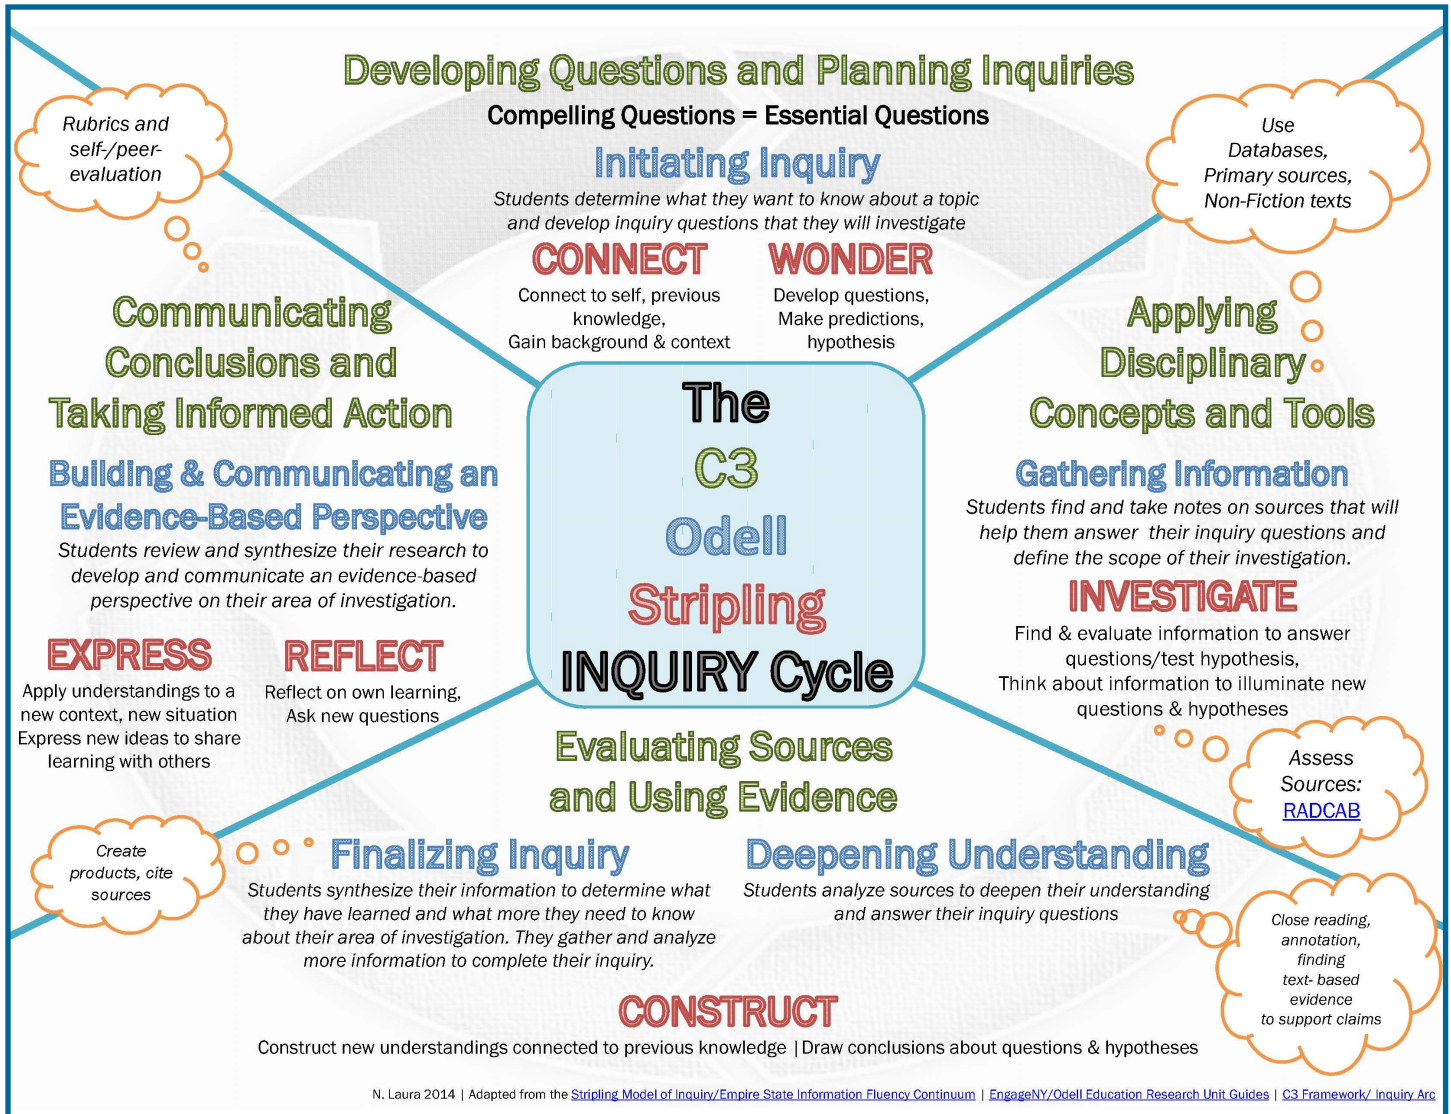 Developing Questions and Planning Inquiries
Compelling Questions = Essential Questions
Initiating Inquiry
Students determine what they want to know about a topic
and develop inquiry questions that they will investigate
CONNECT
Connect to self, previous
knowledge,
Gain background & context
WONDER
Develop questions,
Make predictions,
hypothesis
Rubrics and
self-/peer-
evaluation
Use
Databases,
Primary sources,
Non-Fiction texts
Communicating
Conclusions and
Taking Informed Action
Building & Communicating an
Evidence-Based Perspective
Students review and synthesize their research to
develop and communicate an evidence-based
perspective on their area of investigation.
EXPRESS
Apply understandings to a
new context, new situation
Express new ideas to share
learning with others
REFLECT
Reflect on own learning,
Ask new questions
The
C3
Odell
Stripling
INQUIRY Cycle
Applying
Disciplinary
Concepts and Tools
Gathering Information
Students find and take notes on sources that will
help them answer their inquiry questions and
define the scope of their investigation.
INVESTIGATE
Find & evaluate information to answer
questions/test hypothesis,
Think about information to illuminate new
questions & hypotheses
Assess
Sources:
RADCAB
Evaluating Sources
and Using Evidence
Create
products, cite
sources
Finalizing Inquiry
Students synthesize their information to determine what
they have learned and what more they need to know
about their area of investigation. They gather and analyze
more information to complete their inquiry.
Deepening Understanding
Students analyze sources to deepen their understanding
and answer their inquiry questions
Close reading,
annotation,
finding
text- based
evidence
to support claims
CONSTRUCT
Construct new understandings connected to previous knowledge |Draw conclusions about questions & hypotheses
N. Laura 2014 | Adapted from the Stripling Model of Inquiry/Empire State Information Fluency Continuum | EngageNY/Odell Education Research Unit Guides | C3 Framework/ Inquiry Arc